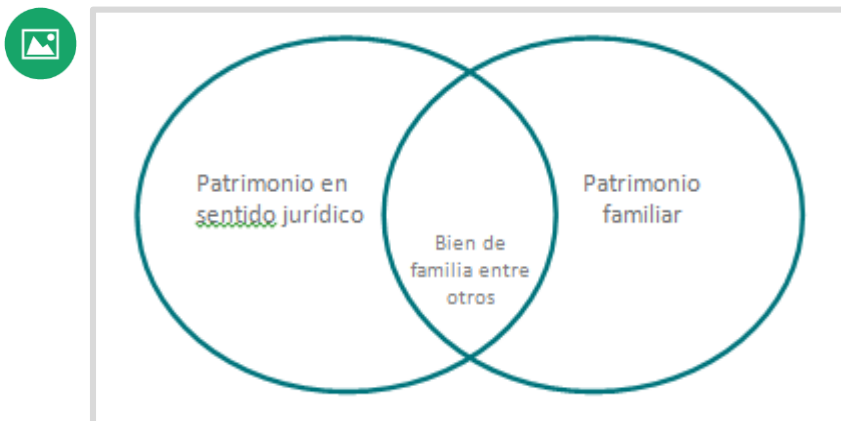 Patrimonio en
sentido jurídico
Patrimonio
familiar
Bien de
familia entre
otros